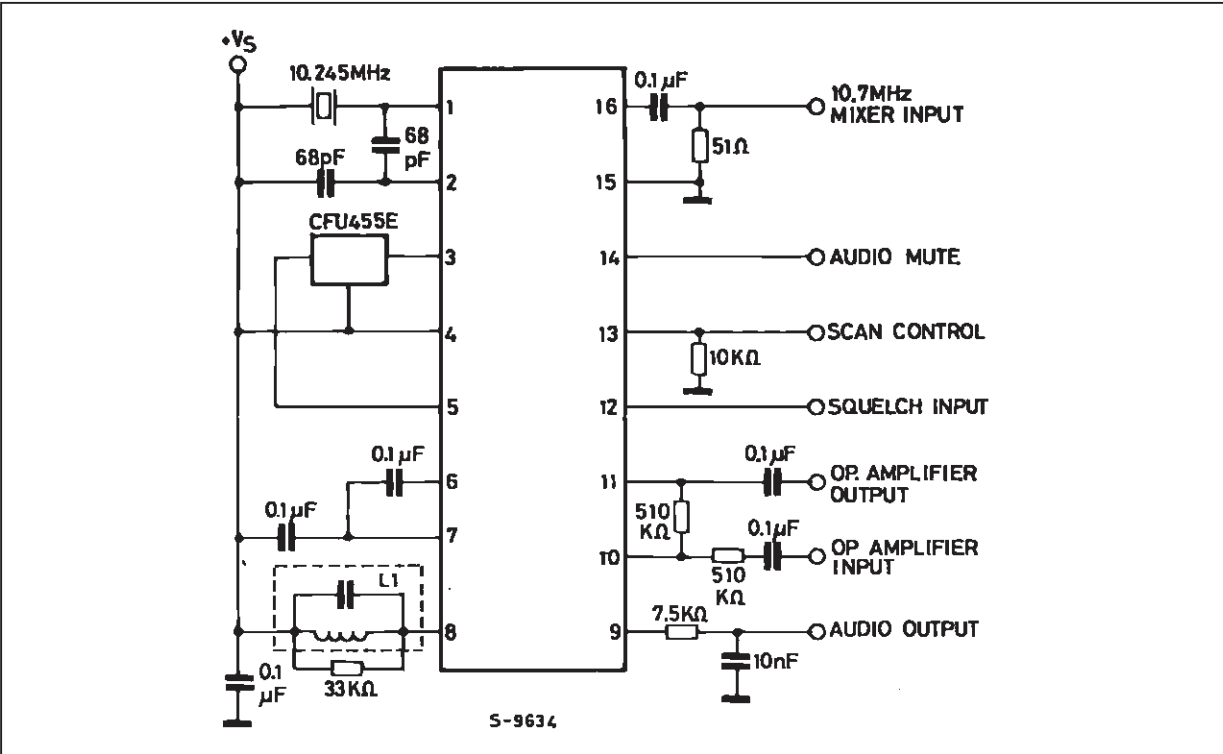 +VS
10.245MHz
68
pF
68pF
CFU455E
0.1µF
0.1µF
L1
33KΩ
0.1
µF
1
2
3
4
5
6
7
8
16
15
14
13
12
11
10
9
0.1µF
10.7MHz
MIXER INPUT
51Ω
AUDIO MUTE
SCAN CONTROL
10KΩ
SQUELCH INPUT
0.1µF
OP. AMPLIFIER
OUTPUT
510
KΩ
0.1µF
OP AMPLIFIER
INPUT
510
KΩ
7.5KΩ
AUDIO OUTPUT
10nF
S-9634